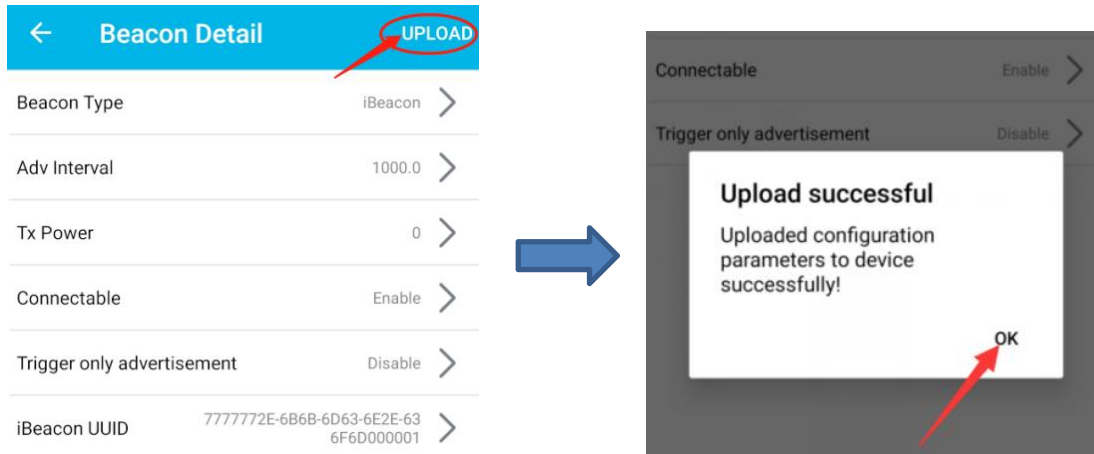 Beacon Detail UPLOAD
Beacon Type iBeacon
Adv Interval 1000.0
Tx Power 0
Connectable Enable
Trigger only advertisement Disable
iBeacon UUID 7777772E-6B6B-6D63-6E2E-63
6F6D000001
Connectable Enable
Trigger only advertisement Disable
Upload successful
Uploaded configuration
parameters to device
successfully!
OK